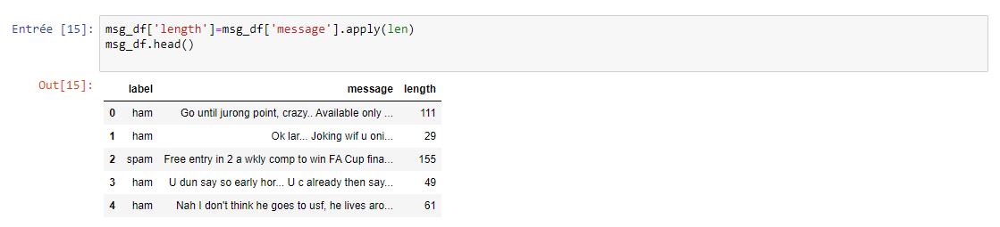 Entrée [15]: msg_df['length']=msg_df['message'].apply(len)
msg_df.head()
Out[15]:
label message length
0 ham Go until jurong point, crazy.. Available only ... 111
1 ham Ok lar... Joking wif u oni... 29
2 spam Free entry in 2 a wkly comp to win FA Cup fina... 155
3 ham U dun say so early hor... U c already then say... 49
4 ham Nah I don't think he goes to usf, he lives aro... 61